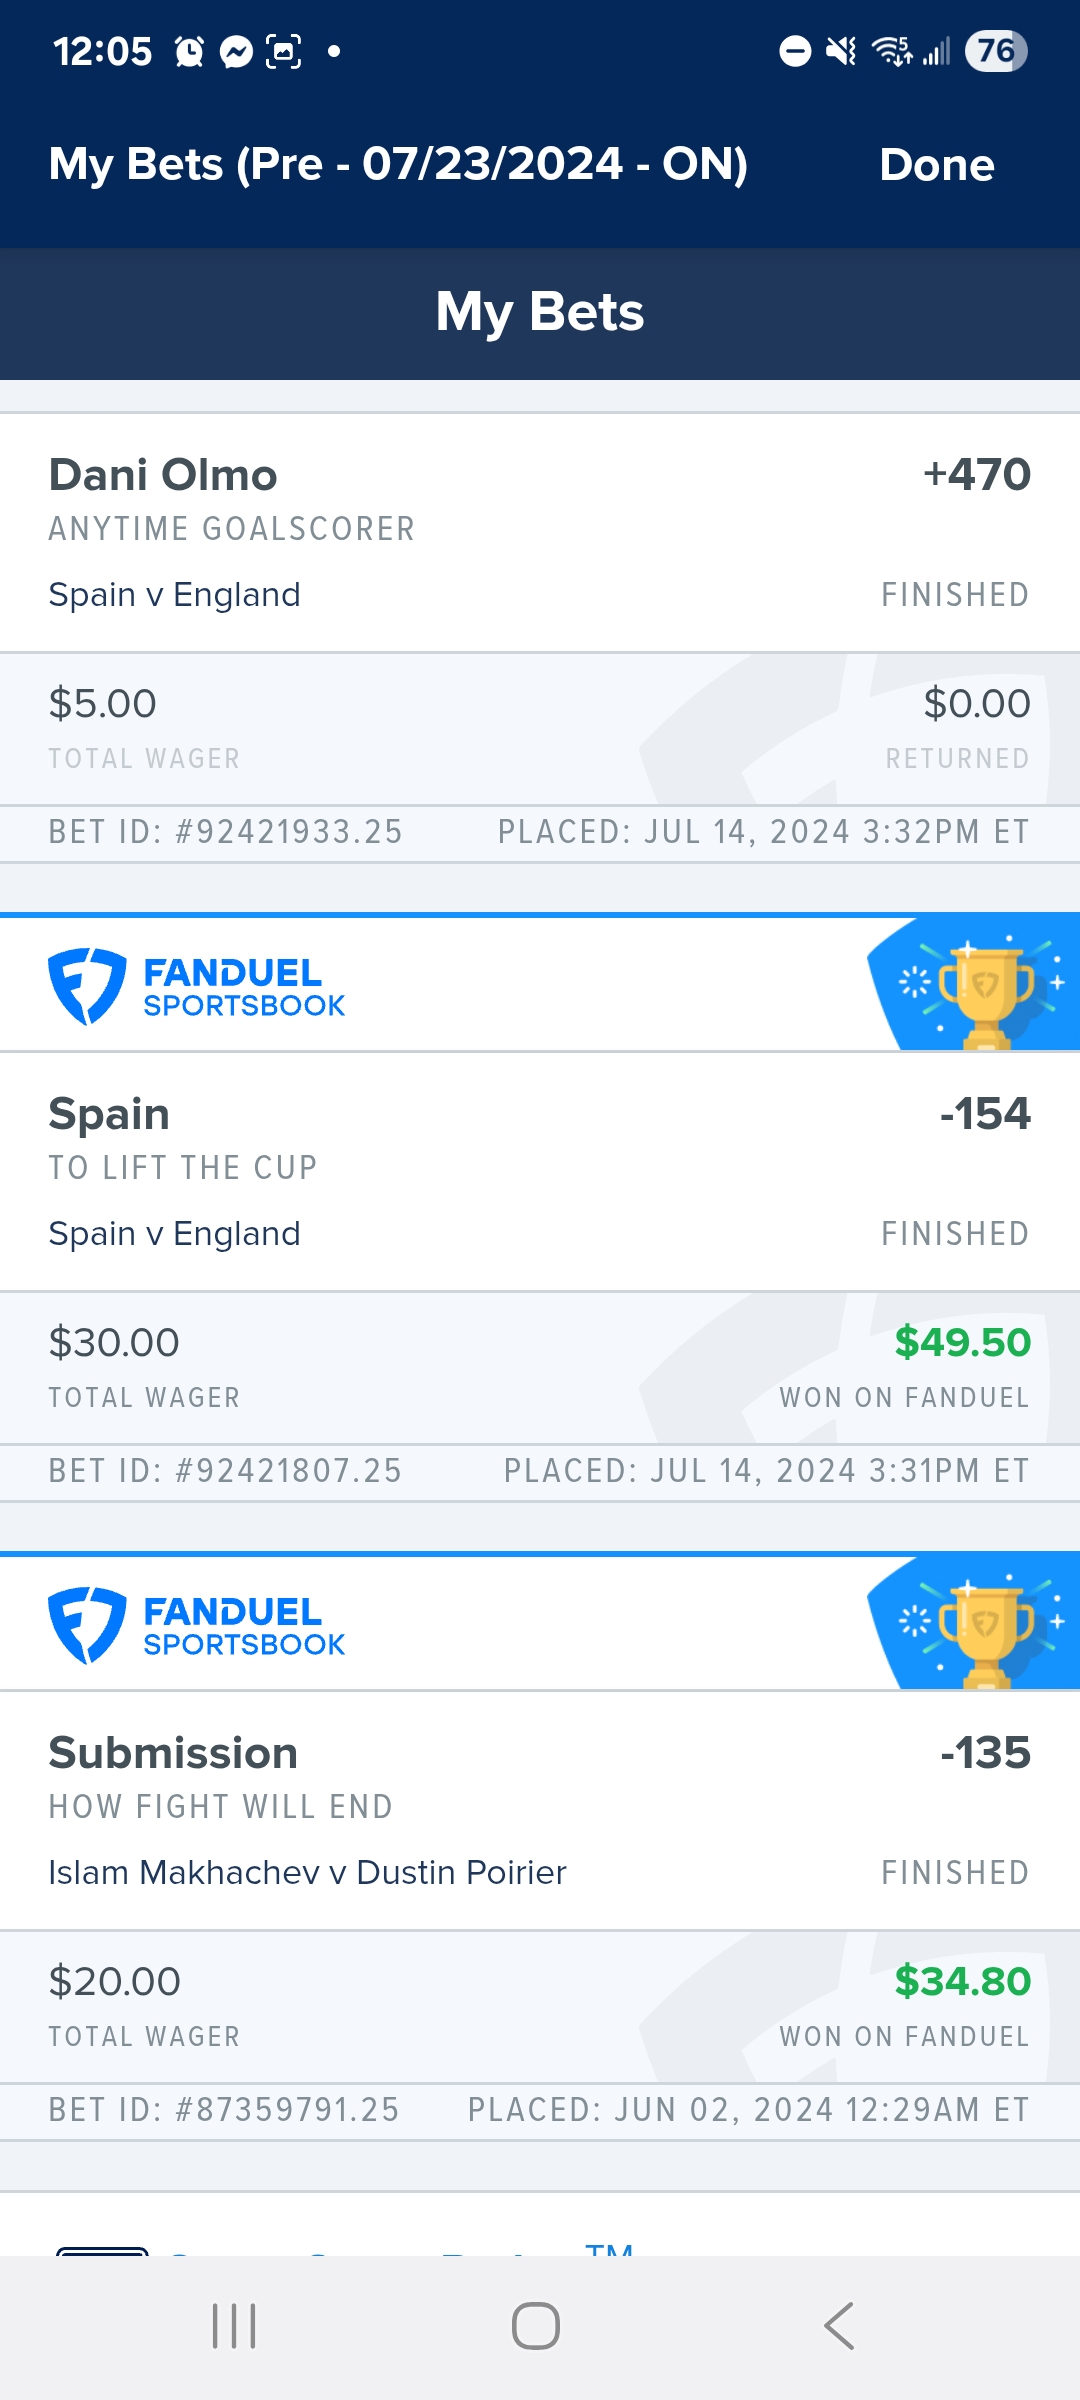 12:05
5
76
My Bets (Pre - 07/23/2024 - ON)
Done
My Bets
Dani Olmo
+470
ANYTIME GOALSCORER
Spain v England
FINISHED
$5.00
$0.00
TOTAL WAGER
RETURNED
BET ID: #92421933.25
PLACED: JUL 14, 2024 3:32PM ET
FANDUEL
SPORTSBOOK
Spain
-154
TO LIFT THE CUP
Spain v England
FINISHED
$30.00
$49.50
TOTAL WAGER
WON ON FANDUEL
BET ID: #92421807.25
PLACED: JUL 14, 2024 3:31PM ET
FANDUEL
SPORTSBOOK
Submission
-135
HOW FIGHT WILL END
Islam Makhachev v Dustin Poirier
FINISHED
$20.00
$34.80
TOTAL WAGER
WON ON FANDUEL
BET ID: #87359791.25
PLACED: JUN 02, 2024 12:29AM ET
TM